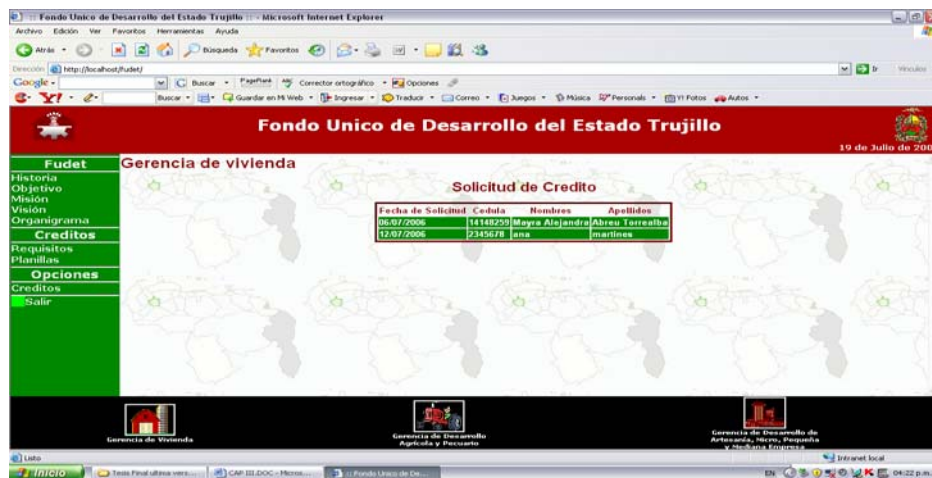 :: Fondo Unico de Desarrollo del Estado Trujillo :: - Microsoft Internet Explorer
Archivo Edición Ver Favoritos Herramientas Ayuda
Atrás Búsqueda Favoritos
Dirección http://localhost/fudet/ Ir Vínculos
Google Buscar PageRank Corrector ortográfico Opciones
Y! Buscar Guardar en Mi Web Ingresar Traducir Correo Juegos Música Personals Y! Fotos Autos
Fondo Unico de Desarrollo del Estado Trujillo
19 de Julio de 200
Fudet
Historia
Objetivo
Misión
Visión
Organigrama
Creditos
Requisitos
Planillas
Opciones
Creditos
Salir
Gerencia de vivienda
Solicitud de Credito
Fecha de Solicitud Cedula Nombres Apellidos
06/07/2006 14148259 Mayra Alejandra Abreu Torrealba
12/07/2006 2345678 ana martines
Gerencia de Vivienda
Gerencia de Desarrollo
Agrícola y Pecuario
Gerencia de Desarrollo de
Artesanía, Micro, Pequeña
y Mediana Empresa
Listo Intranet local
Inicio Tesis Final ultima vers... CAP III.DOC - Micros... :: Fondo Unico de De... EN 04:22 p.m.